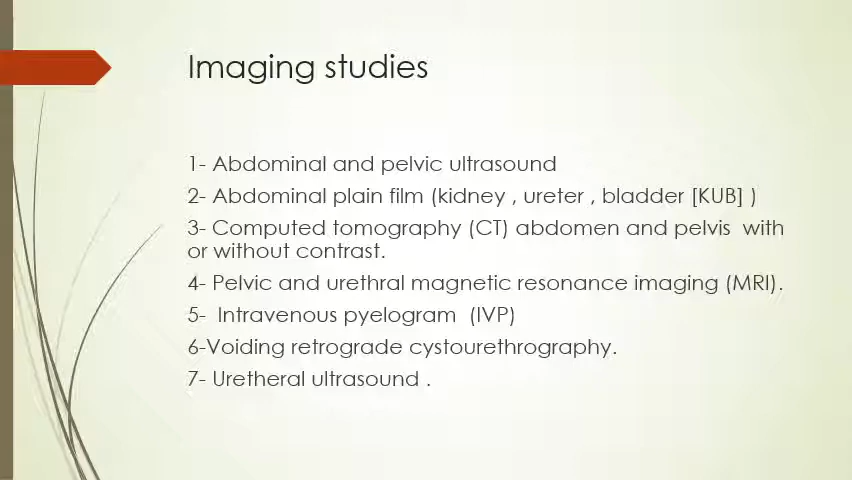 Imaging studies
1- Abdominal and pelvic ultrasound
2- Abdominal plain film (kidney , ureter , bladder [KUB] )
3- Computed tomography (CT) abdomen and pelvis  with
or without contrast.
4- Pelvic and urethral magnetic resonance imaging (MRI).
5-  Intravenous pyelogram  (IVP)
6-Voiding retrograde cystourethrography.
7- Uretheral ultrasound .